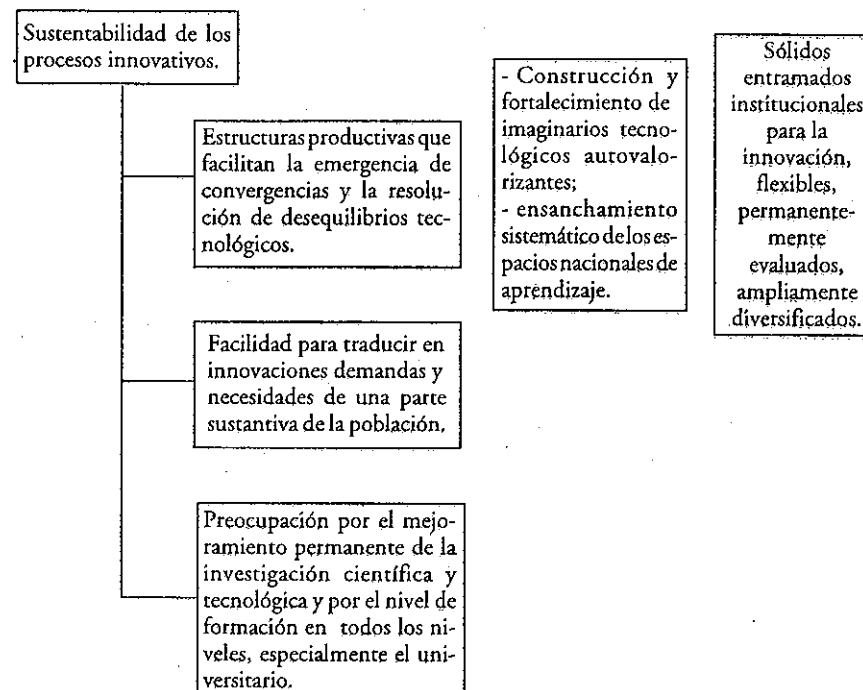 Sustentabilidad de los
procesos innovativos.
Estructuras productivas que
facilitan la emergencia de
convergencias y la resolu-
ción de desequilibrios tec-
nológicos.
Facilidad para traducir en
innovaciones demandas y
necesidades de una parte
sustantiva de la población.
Preocupación por el mejo-
ramiento permanente de la
investigación científica y
tecnológica y por el nivel de
formación en todos los ni-
veles, especialmente el uni-
versitario.
- Construcción y
fortalecimiento de
imaginarios tecno-
lógicos autovalo-
rizantes;
- ensanchamiento
sistemático de los es-
pacios nacionales de
aprendizaje.
Sólidos
entramados
institucionales
para la
innovación,
flexibles,
permanente-
mente
evaluados,
ampliamente
diversificados.